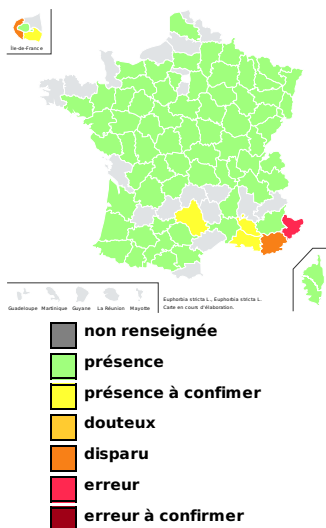 Île-de-France
Guadeloupe Martinique Guyane La Réunion Mayotte
Euphorbia stricta L., Euphorbia stricta L.
Carte en cours d'élaboration.
non renseignée
présence
présence à confimer
douteux
disparu
erreur
erreur à confirmer